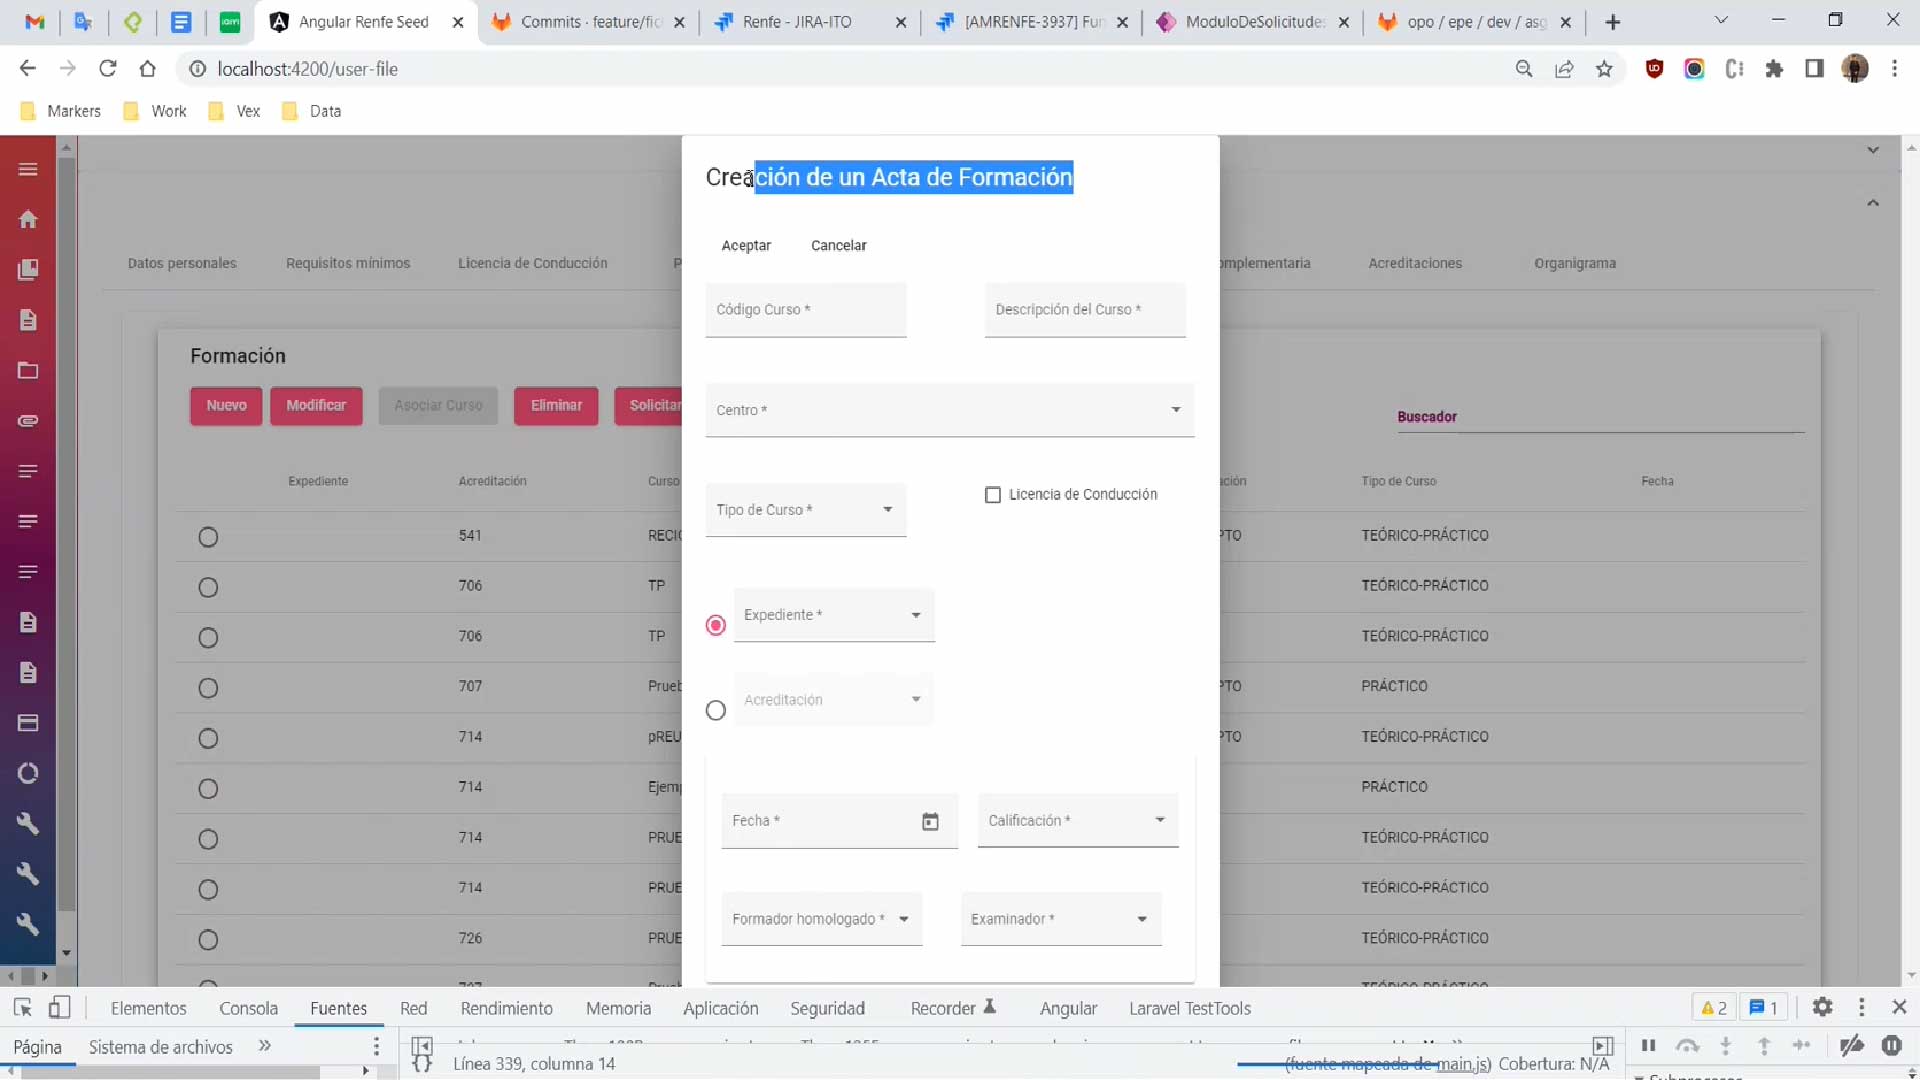 Angular Renfe Seed
Commits · feature/fic
Renfe - JIRA-ITO
[AMRENFE-3937] Fun
ModuloDeSolicitudes
opo / epe / dev / asg
localhost:4200/user-file
Markers
Work
Vex
Data
Creación de un Acta de Formación
Aceptar
Cancelar
Datos personales
Requisitos mínimos
Licencia de Conducción
P
omplementaria
Acreditaciones
Organigrama
Código Curso *
Descripción del Curso *
Formación
Nuevo
Modificar
Asociar Curso
Eliminar
Solicitar
Centro *
Buscador
Expediente
Acreditación
Curso
ación
Tipo de Curso
Fecha
Tipo de Curso *
Licencia de Conducción
541
RECIC
PTO
TEÓRICO-PRÁCTICO
706
TP
TEÓRICO-PRÁCTICO
Expediente *
706
TP
TEÓRICO-PRÁCTICO
707
Prueb
PTO
PRÁCTICO
Acreditación
714
pREU
PTO
TEÓRICO-PRÁCTICO
714
Ejemp
PRÁCTICO
Fecha *
Calificación *
714
PRUE
TEÓRICO-PRÁCTICO
714
PRUE
TEÓRICO-PRÁCTICO
Formador homologado *
Examinador *
726
PRUE
TEÓRICO-PRÁCTICO
Elementos
Consola
Fuentes
Red
Rendimiento
Memoria
Aplicación
Seguridad
Recorder
Angular
Laravel TestTools
2
1
Página
Sistema de archivos
Línea 339, columna 14
(fuente mapeada de main.js)
Cobertura: N/A